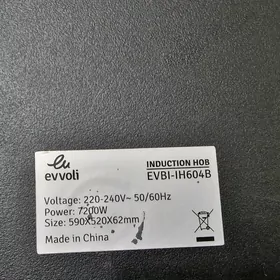 evvoli
INDUCTION HOB
EVBI-IH604B
Voltage: 220-240V~ 50/60Hz
Power: 7200W
Size: 590X520X62mm
Made in China